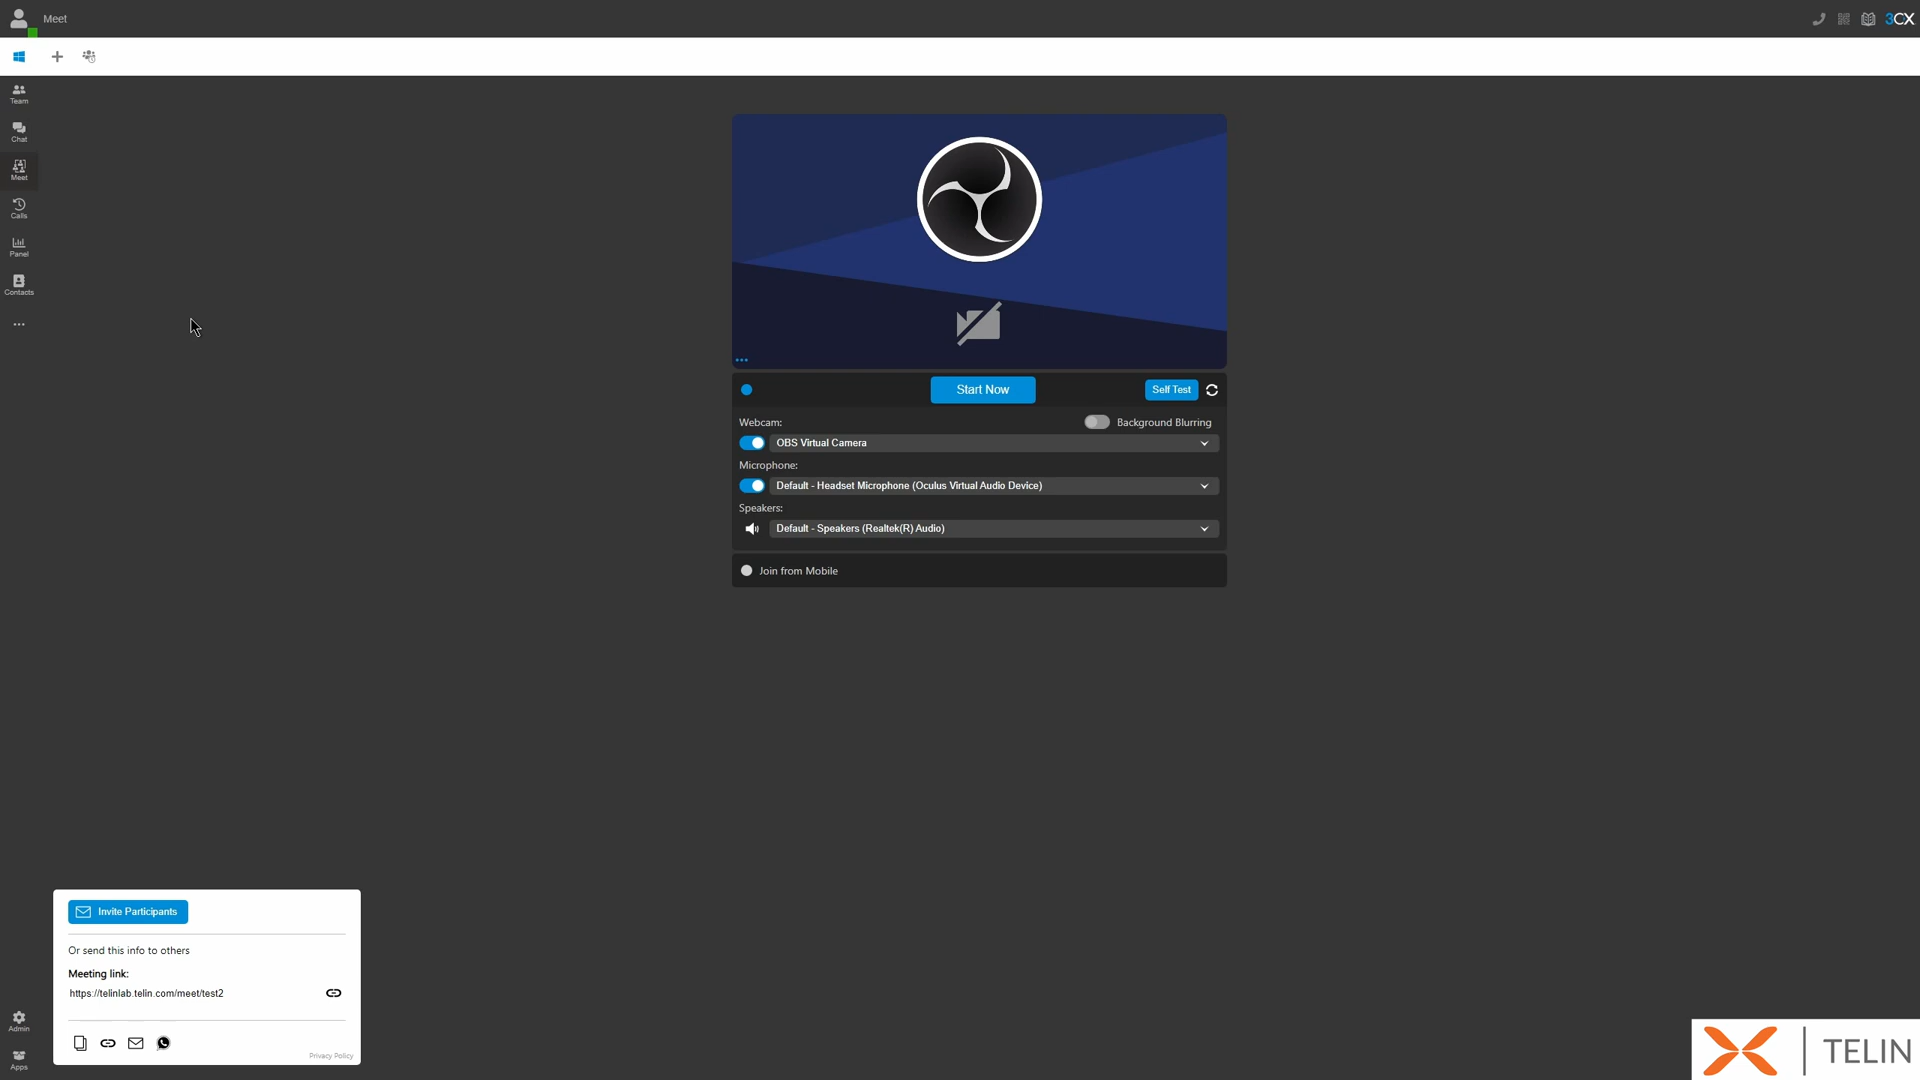 Meet
3CX
Team
Chat
Meet
Calls
Panel
Contacts
Start Now
Self Test
Webcam:
Background Blurring
OBS Virtual Camera
Microphone:
Default - Headset Microphone (Oculus Virtual Audio Device)
Speakers:
Default - Speakers (Realtek(R) Audio)
Join from Mobile
Invite Participants
Or send this info to others
Meeting link:
https://telinlab.telin.com/meet/test2
Privacy Policy
Admin
Apps
TELIN